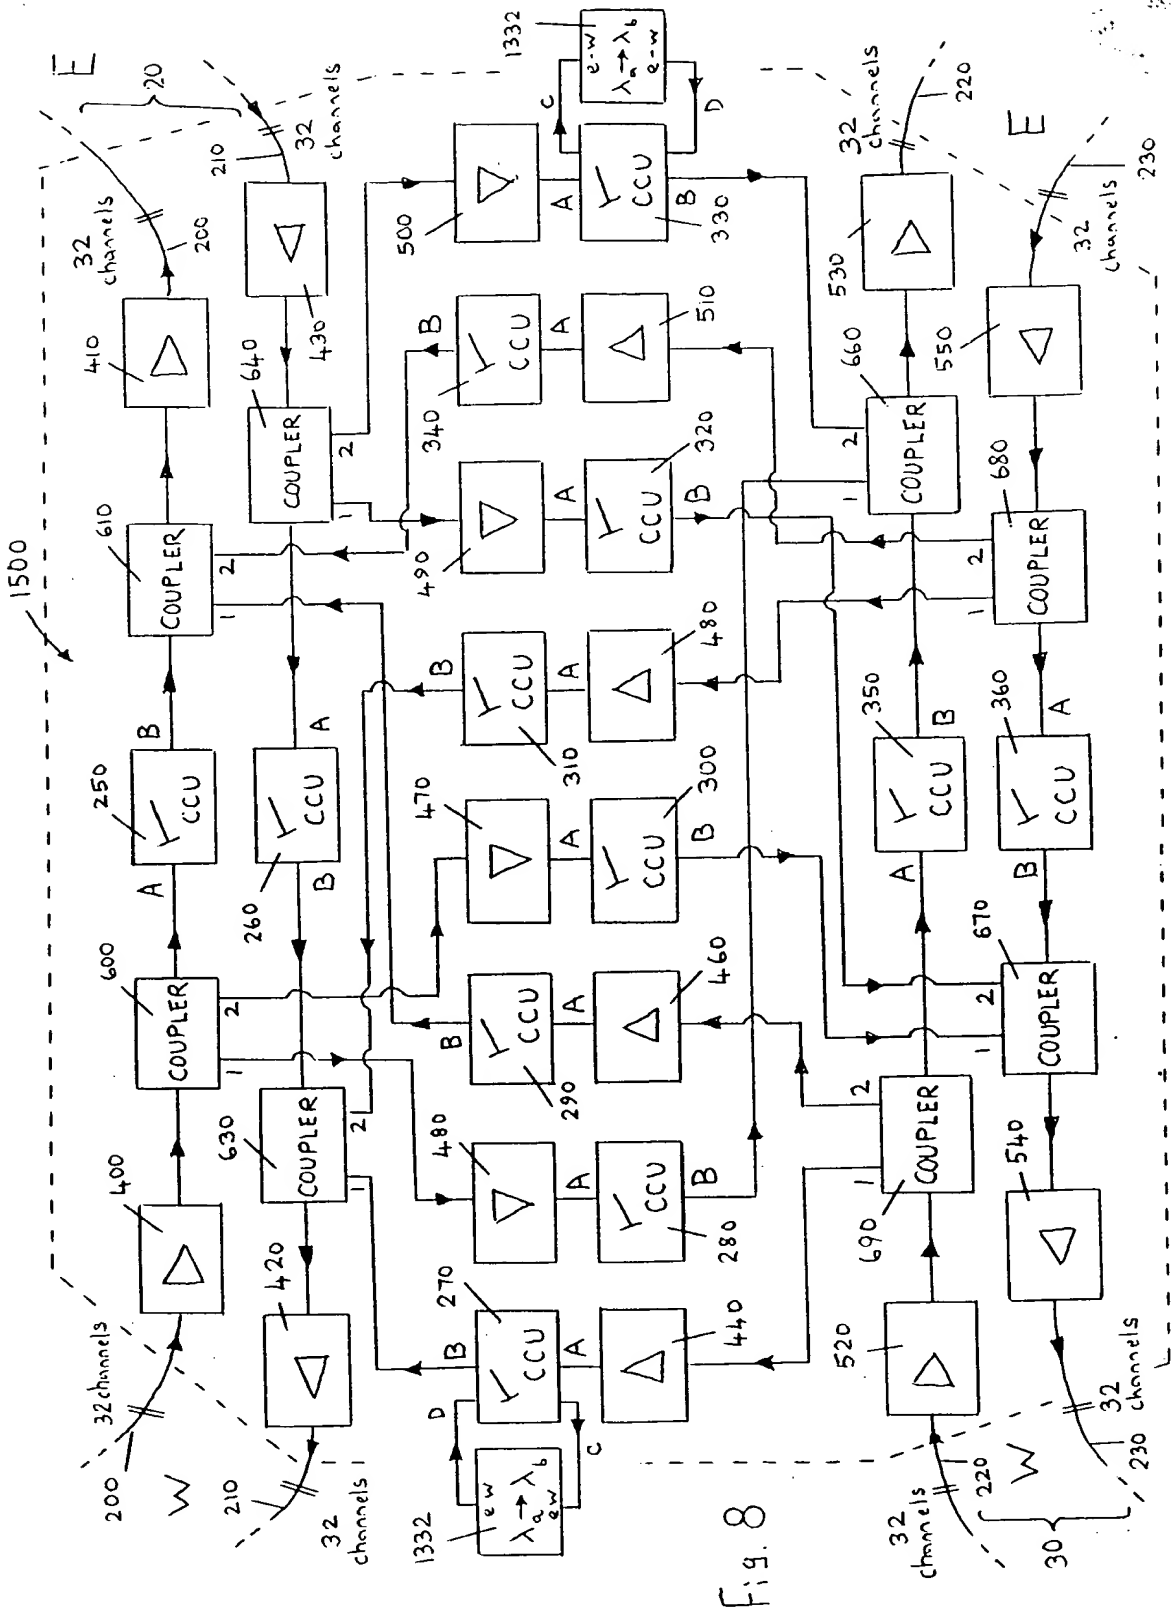 1500
E
20
32
channels
200
410
210
32
channels
430
640
COUPLER
1
2
610
COUPLER
1
2
250
CCU
A
B
260
CCU
A
B
600
COUPLER
1
2
630
COUPLER
1
2
400
420
32 channels
200
W
210
32
channels
1332
e-w
λa → λb
e-w
C
D
500
A
CCU
B
330
510
A
340
CCU
B
490
A
CCU
B
320
480
A
CCU
B
310
470
A
CCU
B
300
460
A
CCU
B
290
480
A
CCU
B
280
270
CCU
B
A
D
C
440
1332
e w
λa → λb
e w
32
channels
220
530
660
COUPLER
1
2
E
230
32
channels
550
680
COUPLER
1
2
350
CCU
A
B
360
CCU
A
B
670
COUPLER
1
2
690
COUPLER
1
2
520
540
32
channels
220
W
32
channels
230
30
Fig. 8